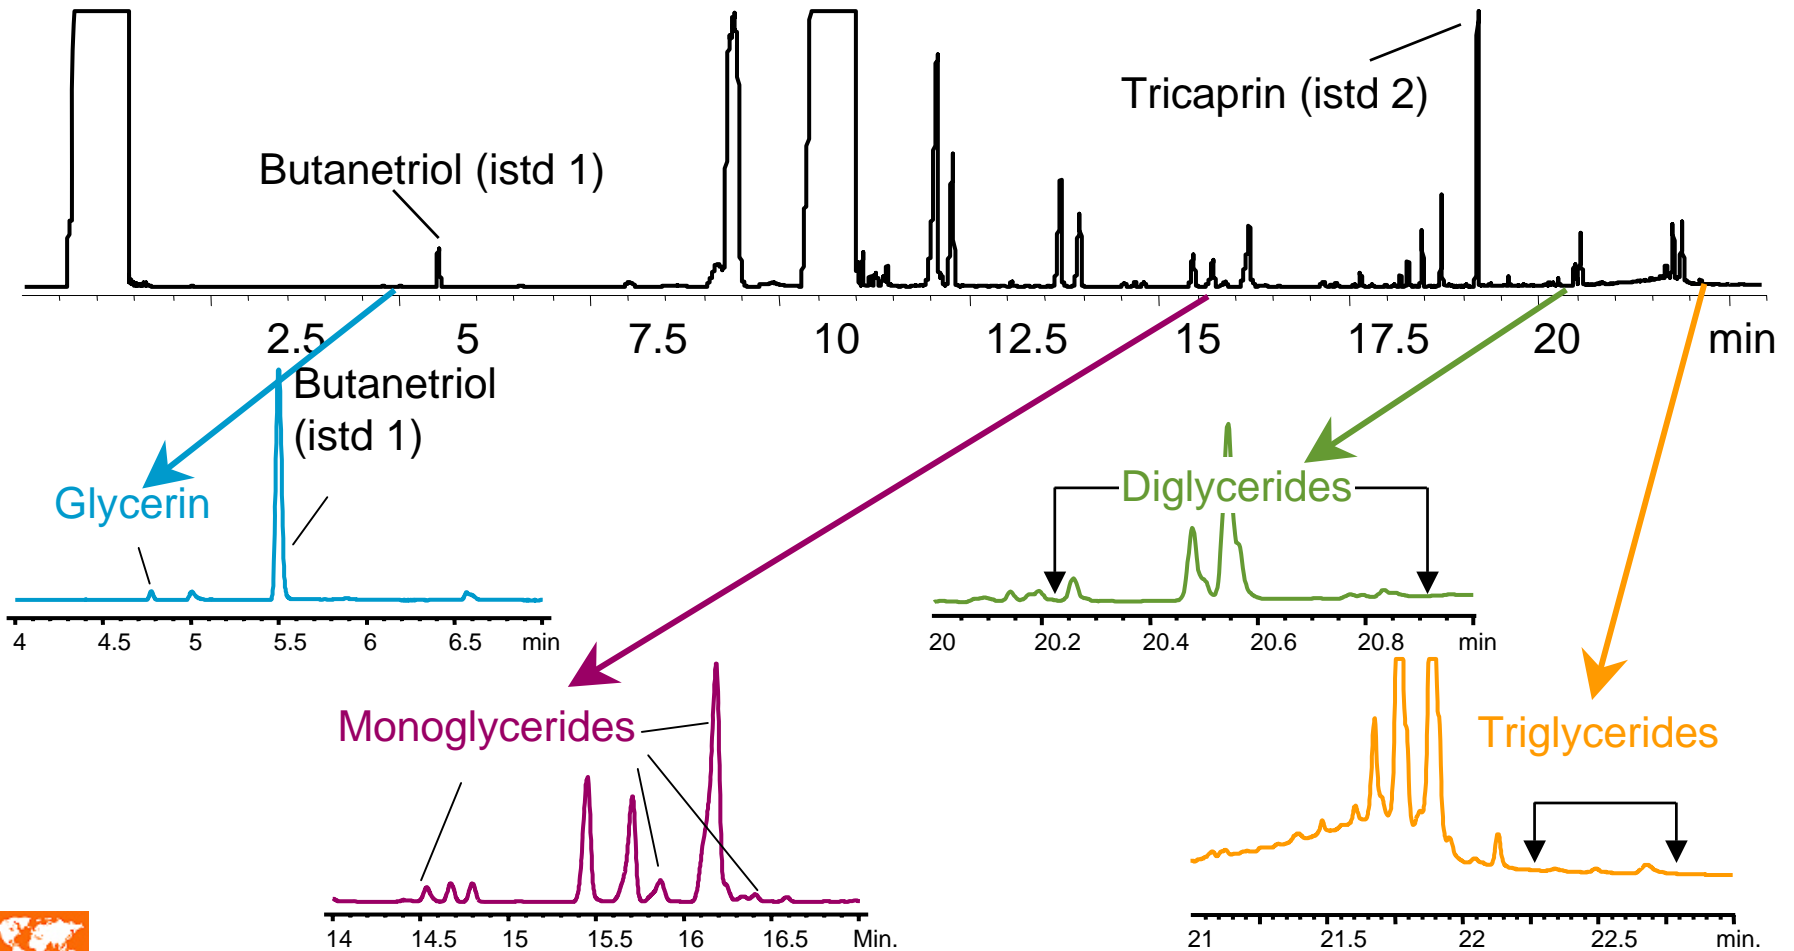 Tricaprin (istd 2)
Butanetriol (istd 1)
2.5 5 7.5 10 12.5 15 17.5 20 min
Butanetriol
(istd 1)
Glycerin
4 4.5 5 5.5 6 6.5 min
Diglycerides
20 20.2 20.4 20.6 20.8 min
Monoglycerides
14 14.5 15 15.5 16 16.5 Min.
Triglycerides
21 21.5 22 22.5 min.